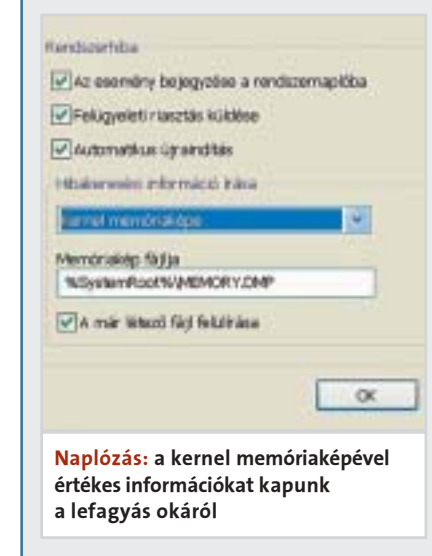 Rendszerhiba
Az esemény bejegyzése a rendszernaplóba
Felügyeleti riasztás küldése
Automatikus újraindítás
Hibakeresési információ írása
Kernel memóriaképe
Memóriakép fájlja
%SystemRoot%\MEMORY.DMP
A már létező fájl felülírása
OK
Naplózás: a kernel memóriaképével
értékes információkat kapunk
a lefagyás okáról